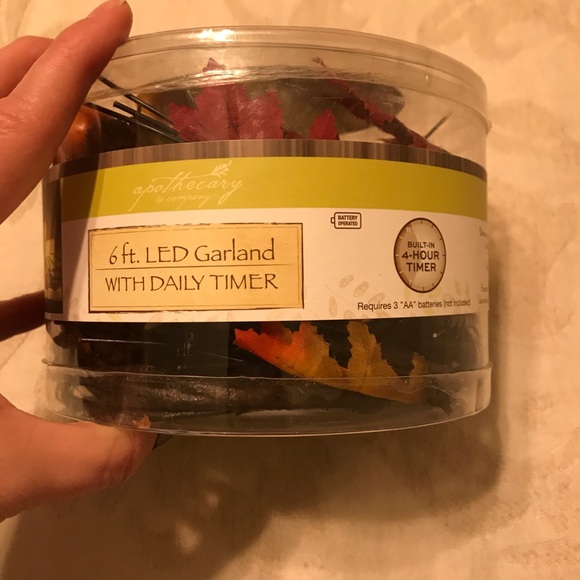 apothecary
& company
6 ft. LED Garland
WITH DAILY TIMER
BATTERY
OPERATED
BUILT-IN
4-HOUR
TIMER
Requires 3 "AA" batteries (not included)